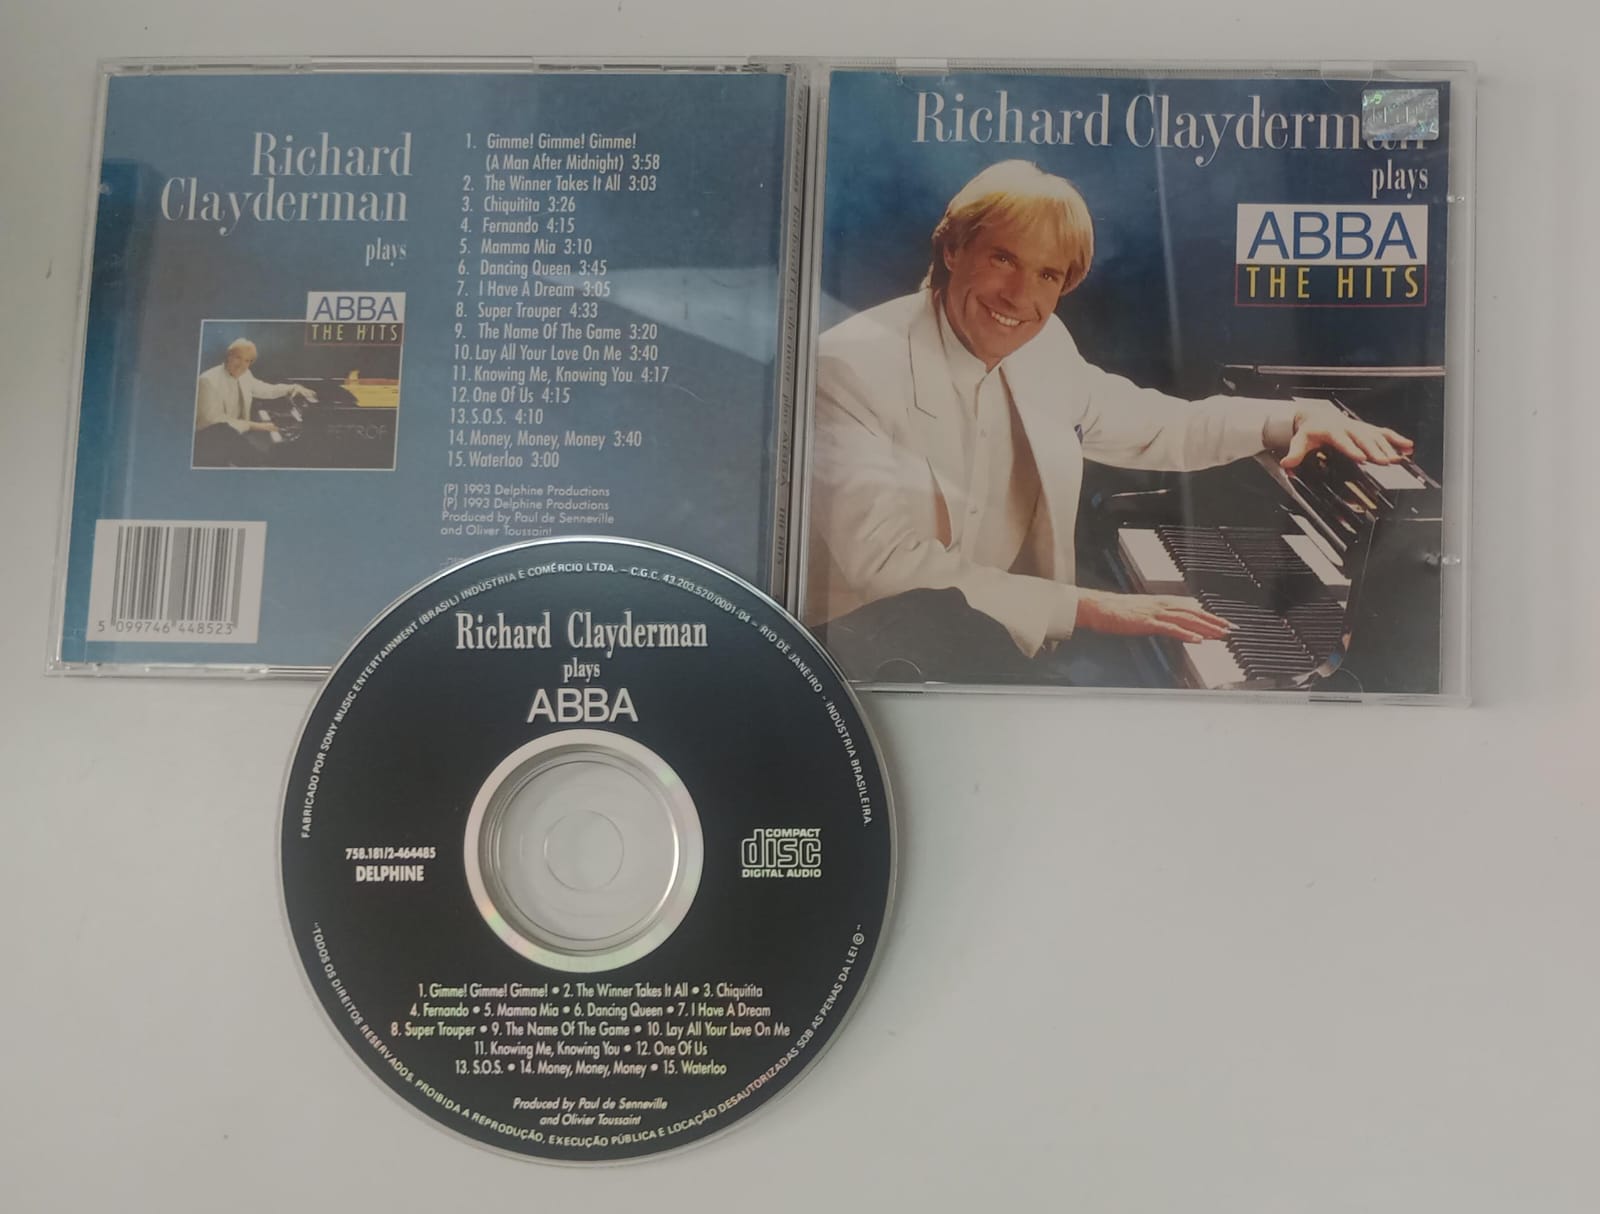 Richard
Clayderman
plays
ABBA
THE HITS
PETROF
1. Gimme! Gimme! Gimme!
(A Man After Midnight) 3:58
2. The Winner Takes It All 3:03
3. Chiquitita 3:26
4. Fernando 4:15
5. Mamma Mia 3:10
6. Dancing Queen 3:45
7. I Have A Dream 3:05
8. Super Trouper 4:33
9. The Name Of The Game 3:20
10. Lay All Your Love On Me 3:40
11. Knowing Me, Knowing You 4:17
12. One Of Us 4:15
13. S.O.S. 4:10
14. Money, Money, Money 3:40
15. Waterloo 3:00
(P) 1993 Delphine Productions
(P) 1993 Delphine Productions
Produced by Paul de Senneville
and Oliver Toussaint
5 099746 448523
Richard Clayderman plays ABBA THE HITS
Richard Clayderman
plays
ABBA
THE HITS
FABRICADO POR SONY MUSIC ENTERTAINMENT (BRASIL) INDÚSTRIA E COMÉRCIO LTDA. – C.G.C. 43.203.520/0001-04 – RIO DE JANEIRO - INDÚSTRIA BRASILEIRA.
Richard Clayderman
plays
ABBA
758.181/2-464485
DELPHINE
COMPACT
disc
DIGITAL AUDIO
1. Gimme! Gimme! Gimme! • 2. The Winner Takes It All • 3. Chiquitita
4. Fernando • 5. Mamma Mia • 6. Dancing Queen • 7. I Have A Dream
8. Super Trouper • 9. The Name Of The Game • 10. Lay All Your Love On Me
11. Knowing Me, Knowing You • 12. One Of Us
13. S.O.S. • 14. Money, Money, Money • 15. Waterloo
Produced by Paul de Senneville
and Olivier Toussaint
"TODOS OS DIREITOS RESERVADOS. PROIBIDA A REPRODUÇÃO, EXECUÇÃO PÚBLICA E LOCAÇÃO DESAUTORIZADAS SOB AS PENAS DA LEI ©"